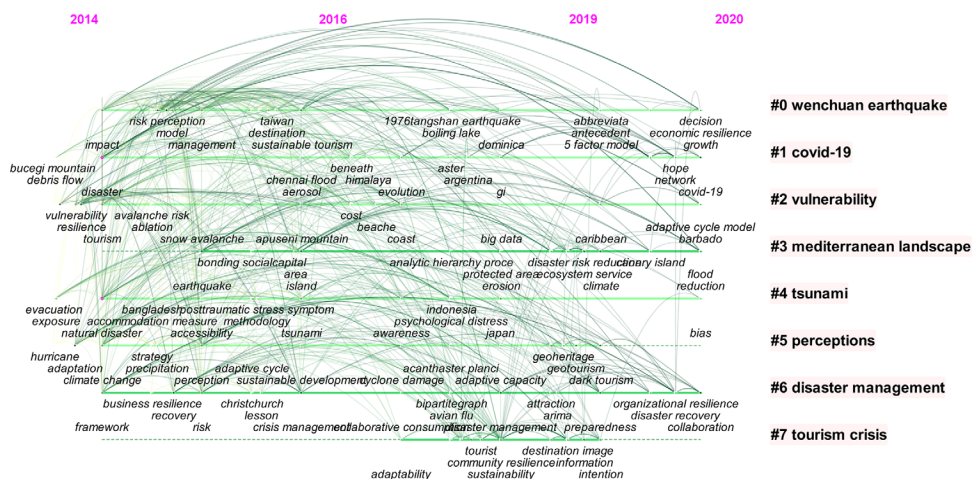 2014 2016 2019 2020
#0 wenchuan earthquake
risk perception taiwan 1976tangshan earthquake abbreviata decision
model destination boiling lake antecedent economic resilience
impact management sustainable tourism dominica 5 factor model growth
#1 covid-19
bucegi mountain beneath aster hope
debris flow chennai flood himalaya argentina network
disaster aerosol evolution gi covid-19
#2 vulnerability
vulnerability avalanche risk cost
resilience ablation beache adaptive cycle model
tourism snow avalanche apuseni mountain coast big data caribbean barbado
#3 mediterranean landscape
bonding socialcapital analytic hierarchy proce disaster risk reduction canary island
area protected area ecosystem service flood
earthquake island erosion climate reduction
#4 tsunami
evacuation bangladesh posttraumatic stress symptom indonesia
exposure accommodation measure methodology psychological distress
natural disaster accessibility tsunami awareness japan bias
#5 perceptions
hurricane strategy geoheritage
adaptation precipitation adaptive cycle acanthaster planci geotourism
climate change perception sustainable development cyclone damage adaptive capacity dark tourism
#6 disaster management
business resilience christchurch bipartitegraph attraction organizational resilience
recovery lesson avian flu arima disaster recovery
framework risk crisis management collaborative consumption disaster management preparedness collaboration
#7 tourism crisis
tourist destination image
community resilience information
adaptability sustainability intention